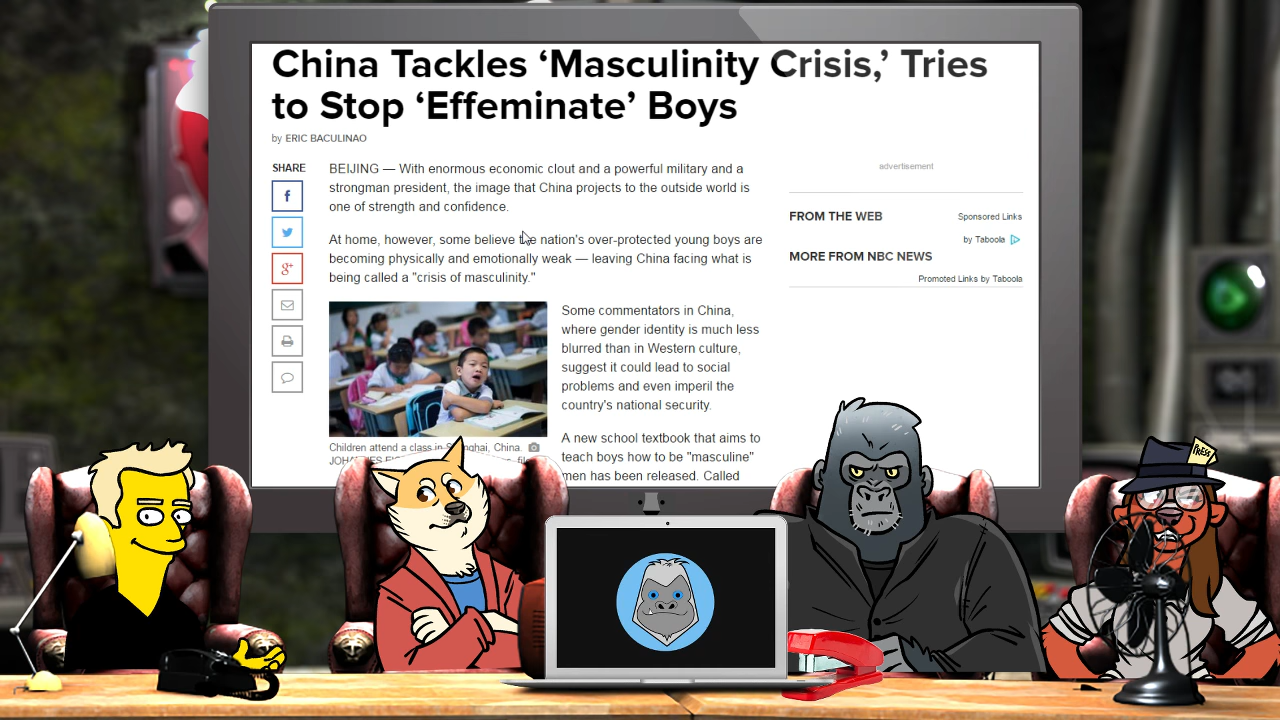 China Tackles ‘Masculinity Crisis,’ Tries
to Stop ‘Effeminate’ Boys
by ERIC BACULINAO
SHARE
f
g+
BEIJING — With enormous economic clout and a powerful military and a
strongman president, the image that China projects to the outside world is
one of strength and confidence.
At home, however, some believe the nation's over-protected young boys are
becoming physically and emotionally weak — leaving China facing what is
being called a "crisis of masculinity."
Some commentators in China,
where gender identity is much less
blurred than in Western culture,
suggest it could lead to social
problems and even imperil the
country's national security.
A new school textbook that aims to
teach boys how to be "masculine"
men has been released. Called
Children attend a class in Shanghai, China.
advertisement
FROM THE WEB
Sponsored Links
by Taboola
MORE FROM NBC NEWS
Promoted Links by Taboola
PRESS